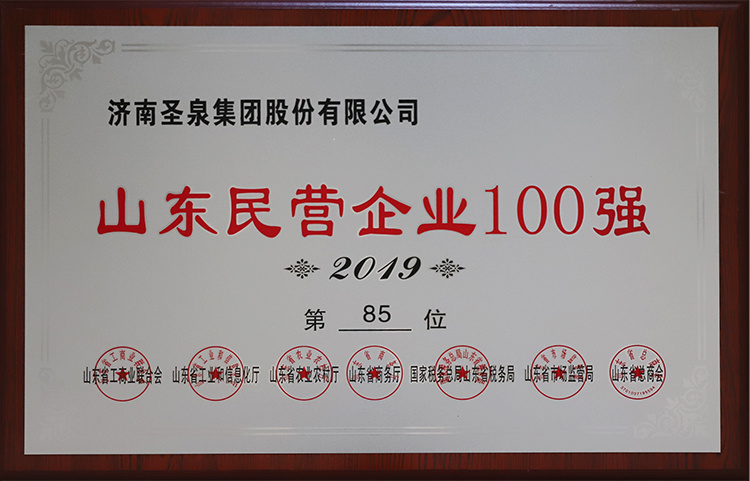 济南圣泉集团股份有限公司
山东民营企业100强
2019
第 85 位
山东省工商业联合会 山东省工业和信息化厅 山东省农业农村厅 山东省商务厅 国家税务总局山东省税务局 山东省市场监管局 山东省总商会